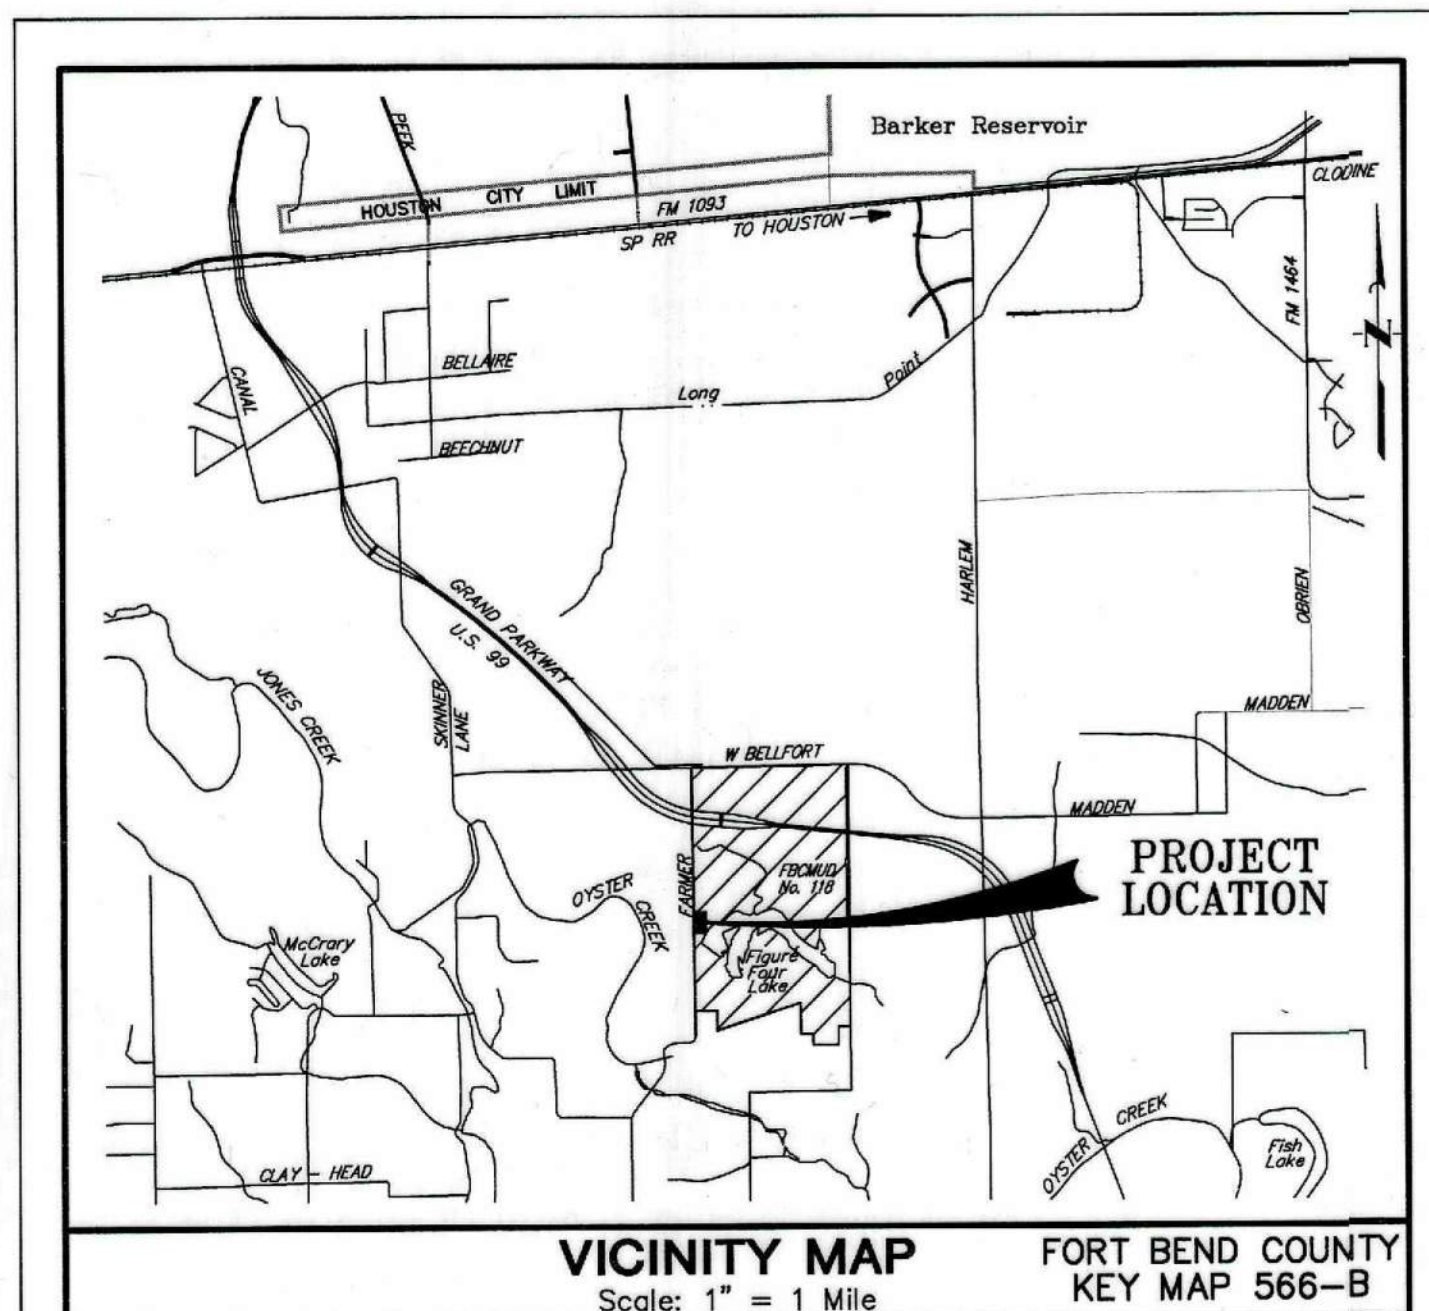 Barker Reservoir
PEEK
HOUSTON CITY LIMIT
FM 1093
SP RR
TO HOUSTON
CLODINE
FM 1464
N
CANAL
BELLAIRE
Long Point
BEECHNUT
HARLEM
OBRIEN
GRAND PARKWAY
U.S. 99
JONES CREEK
SKINNER
LANE
MADDEN
W BELLFORT
MADDEN
PROJECT
LOCATION
FARMER
FBCMUD
No. 118
OYSTER
CREEK
McCrary
Lake
Figure
Four
Lake
OYSTER CREEK
Fish
Lake
CLAY - HEAD
VICINITY MAP
Scale: 1" = 1 Mile
FORT BEND COUNTY
KEY MAP 566-B